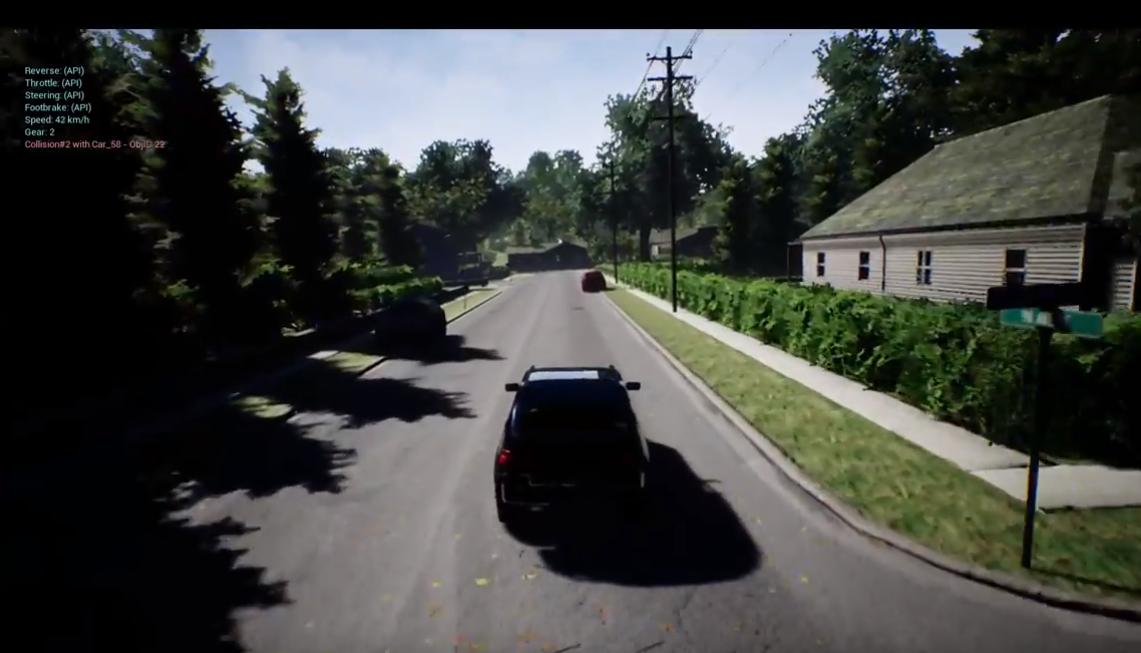 Reverse: (API)
Throttle: (API)
Steering: (API)
Footbrake: (API)
Speed: 42 km/h
Gear: 2
Collision#2 with Car_58 - ObjID 22